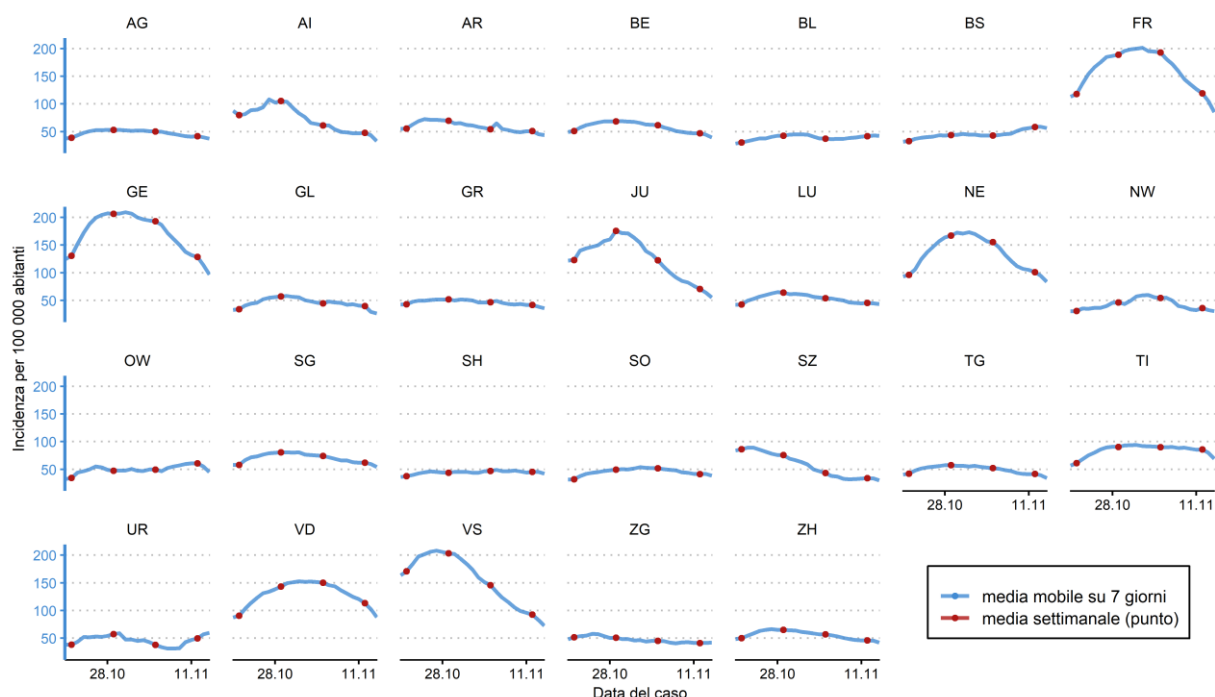 AG AI AR BE BL BS FR
200
150
100
50
GE GL GR JU LU NE NW
200
150
100
50
Incidenza per 100 000 abitanti
OW SG SH SO SZ TG TI
200
150
100
50
28.10 11.11 28.10 11.11
UR VD VS ZG ZH
200
150
100
50
media mobile su 7 giorni
media settimanale (punto)
28.10 11.11 28.10 11.11 28.10 11.11 28.10 11.11 28.10 11.11
Data del caso